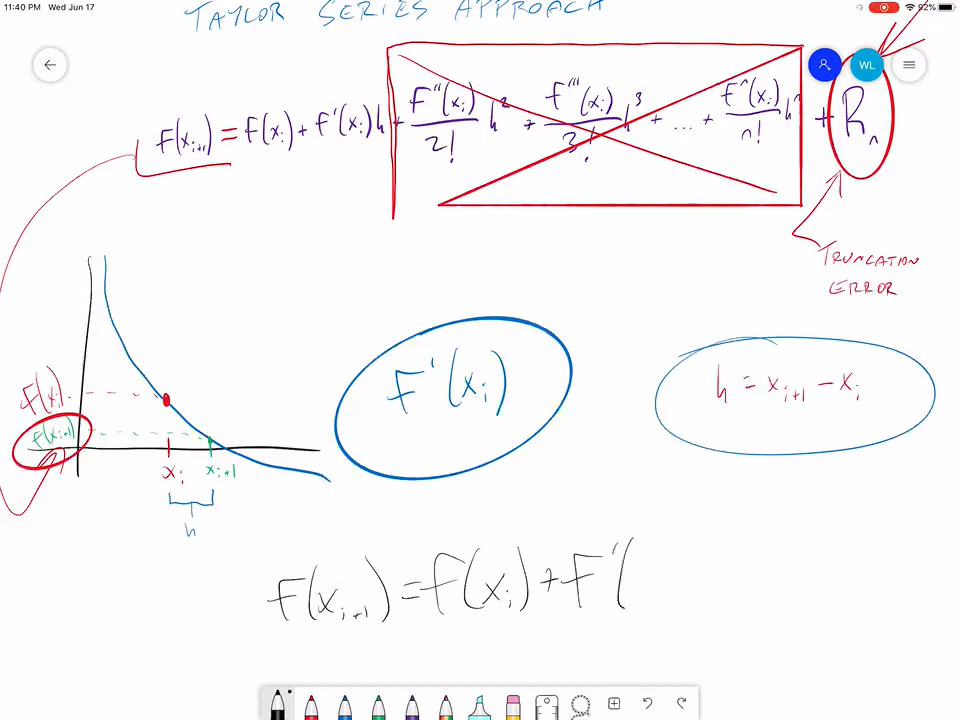 11:40 PM Wed Jun 17
92%
TAYLOR SERIES APPROACH
WL
F(xᵢ₊₁) = F(xᵢ) + F'(xᵢ)h + F''(xᵢ)/2! h² + F'''(xᵢ)/3! h³ + ... + Fⁿ(xᵢ)/n! hⁿ + Rₙ
TRUNCATION
ERROR
F'(xᵢ)
h = xᵢ₊₁ - xᵢ
f(xᵢ)
f(xᵢ₊₁)
xᵢ xᵢ₊₁
h
F(xᵢ₊₁) = f(xᵢ) + F'(